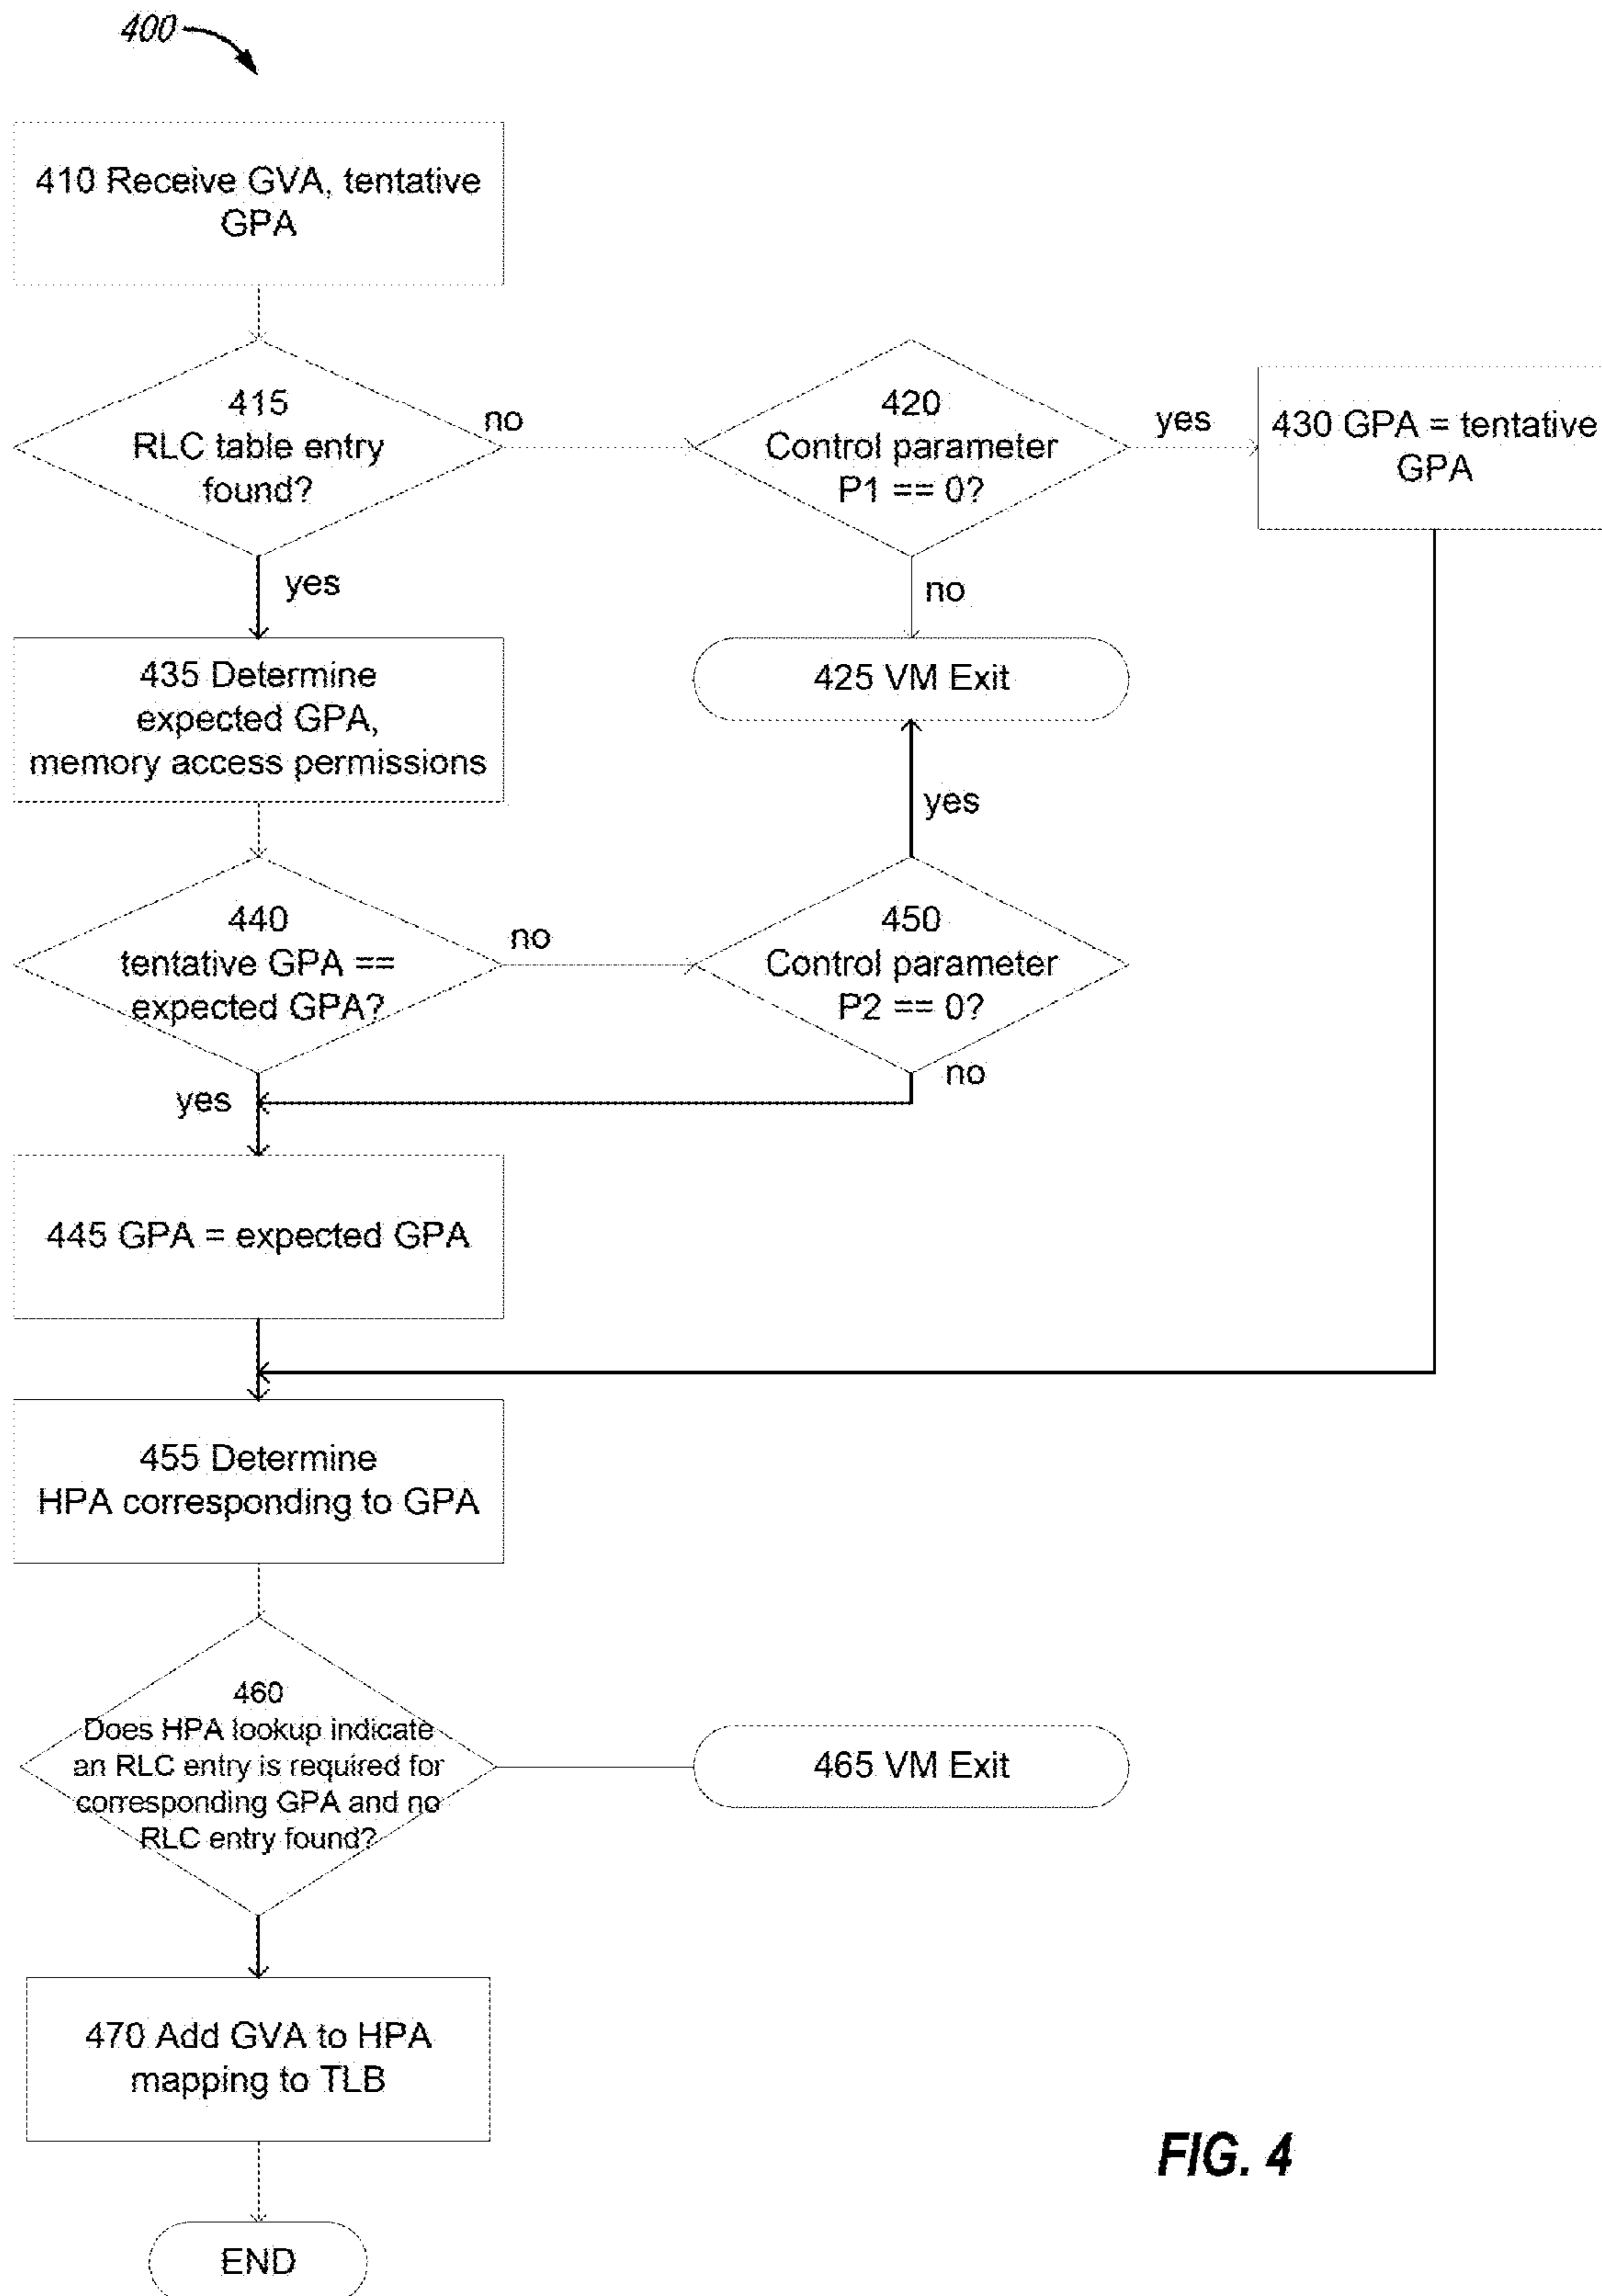 400
410 Receive GVA, tentative
GPA
415
RLC table entry
found?
no
420
Control parameter
P1 == 0?
yes
430 GPA = tentative
GPA
yes
no
435 Determine
expected GPA,
memory access permissions
425 VM Exit
yes
440
tentative GPA ==
expected GPA?
no
450
Control parameter
P2 == 0?
no
yes
445 GPA = expected GPA
455 Determine
HPA corresponding to GPA
460
Does HPA lookup indicate
an RLC entry is required for
corresponding GPA and no
RLC entry found?
465 VM Exit
470 Add GVA to HPA
mapping to TLB
FIG. 4
END